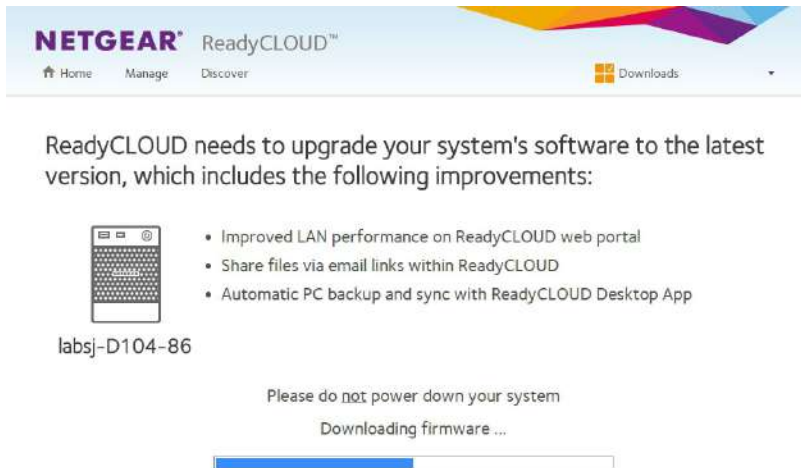 NETGEAR® ReadyCLOUD™
Home Manage Discover Downloads
ReadyCLOUD needs to upgrade your system's software to the latest
version, which includes the following improvements:
• Improved LAN performance on ReadyCLOUD web portal
• Share files via email links within ReadyCLOUD
• Automatic PC backup and sync with ReadyCLOUD Desktop App
labsj-D104-86
Please do not power down your system
Downloading firmware ...